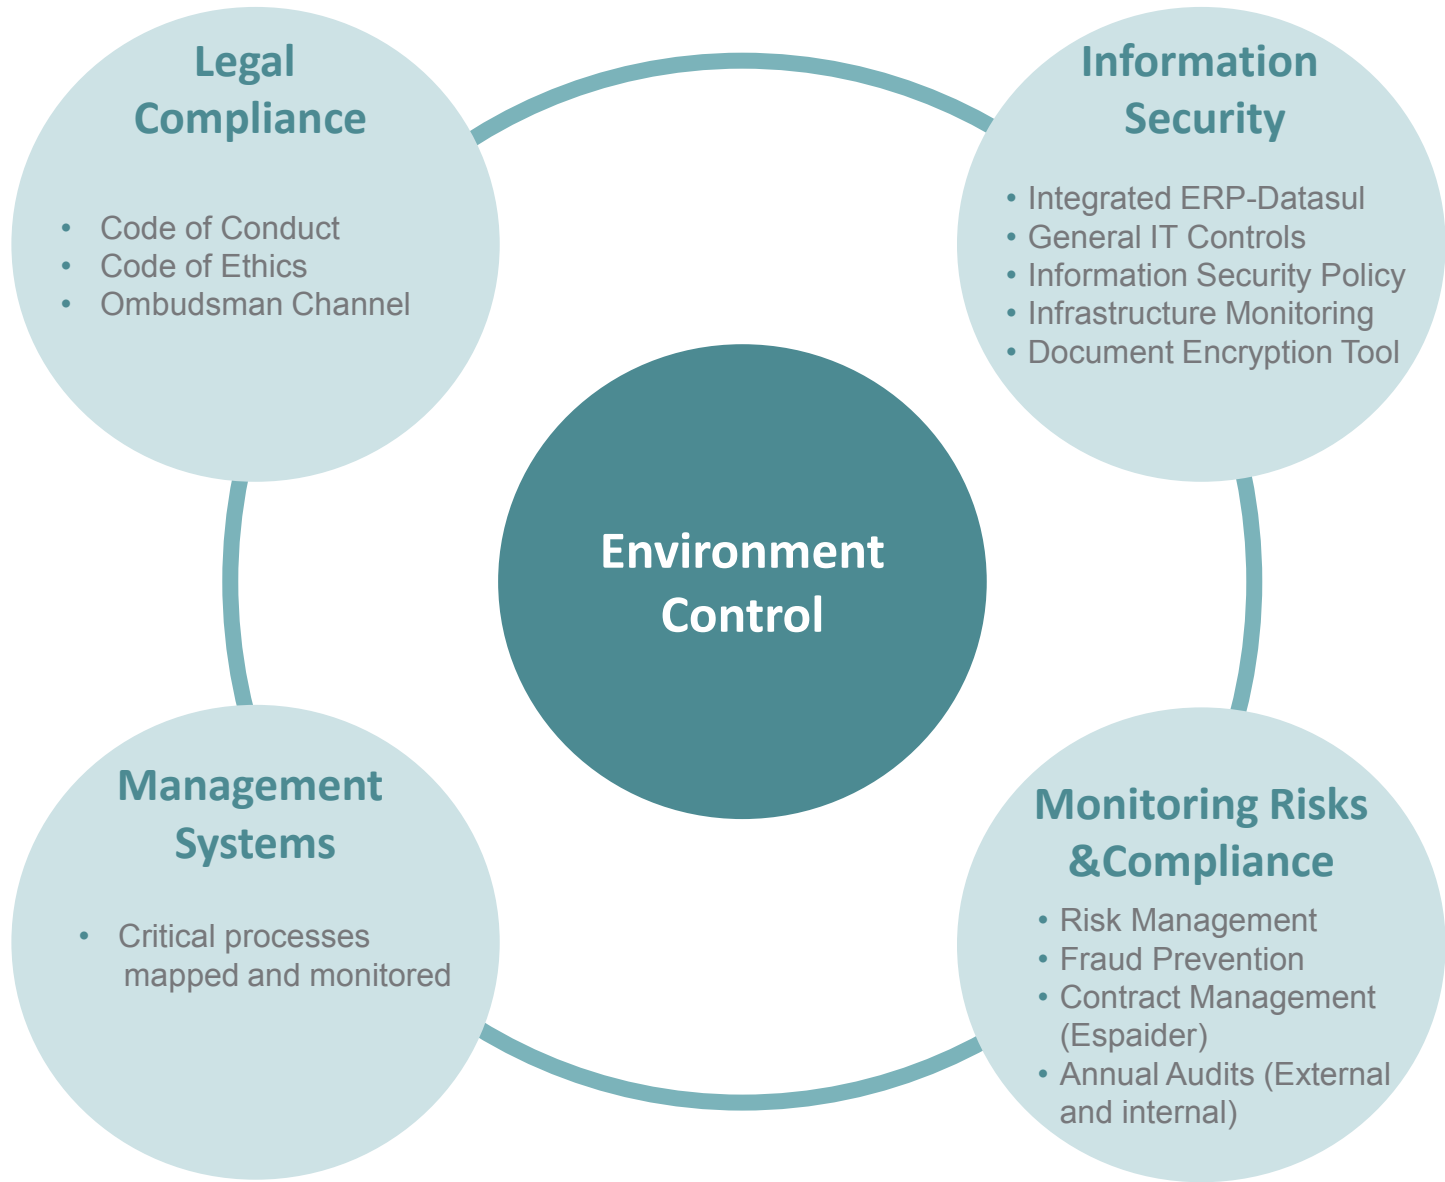 Legal
Compliance
• Code of Conduct
• Code of Ethics
• Ombudsman Channel
Information
Security
• Integrated ERP-Datasul
• General IT Controls
• Information Security Policy
• Infrastructure Monitoring
• Document Encryption Tool
Environment
Control
Management
Systems
• Critical processes
mapped and monitored
Monitoring Risks
&Compliance
• Risk Management
• Fraud Prevention
• Contract Management
(Espaider)
• Annual Audits (External
and internal)